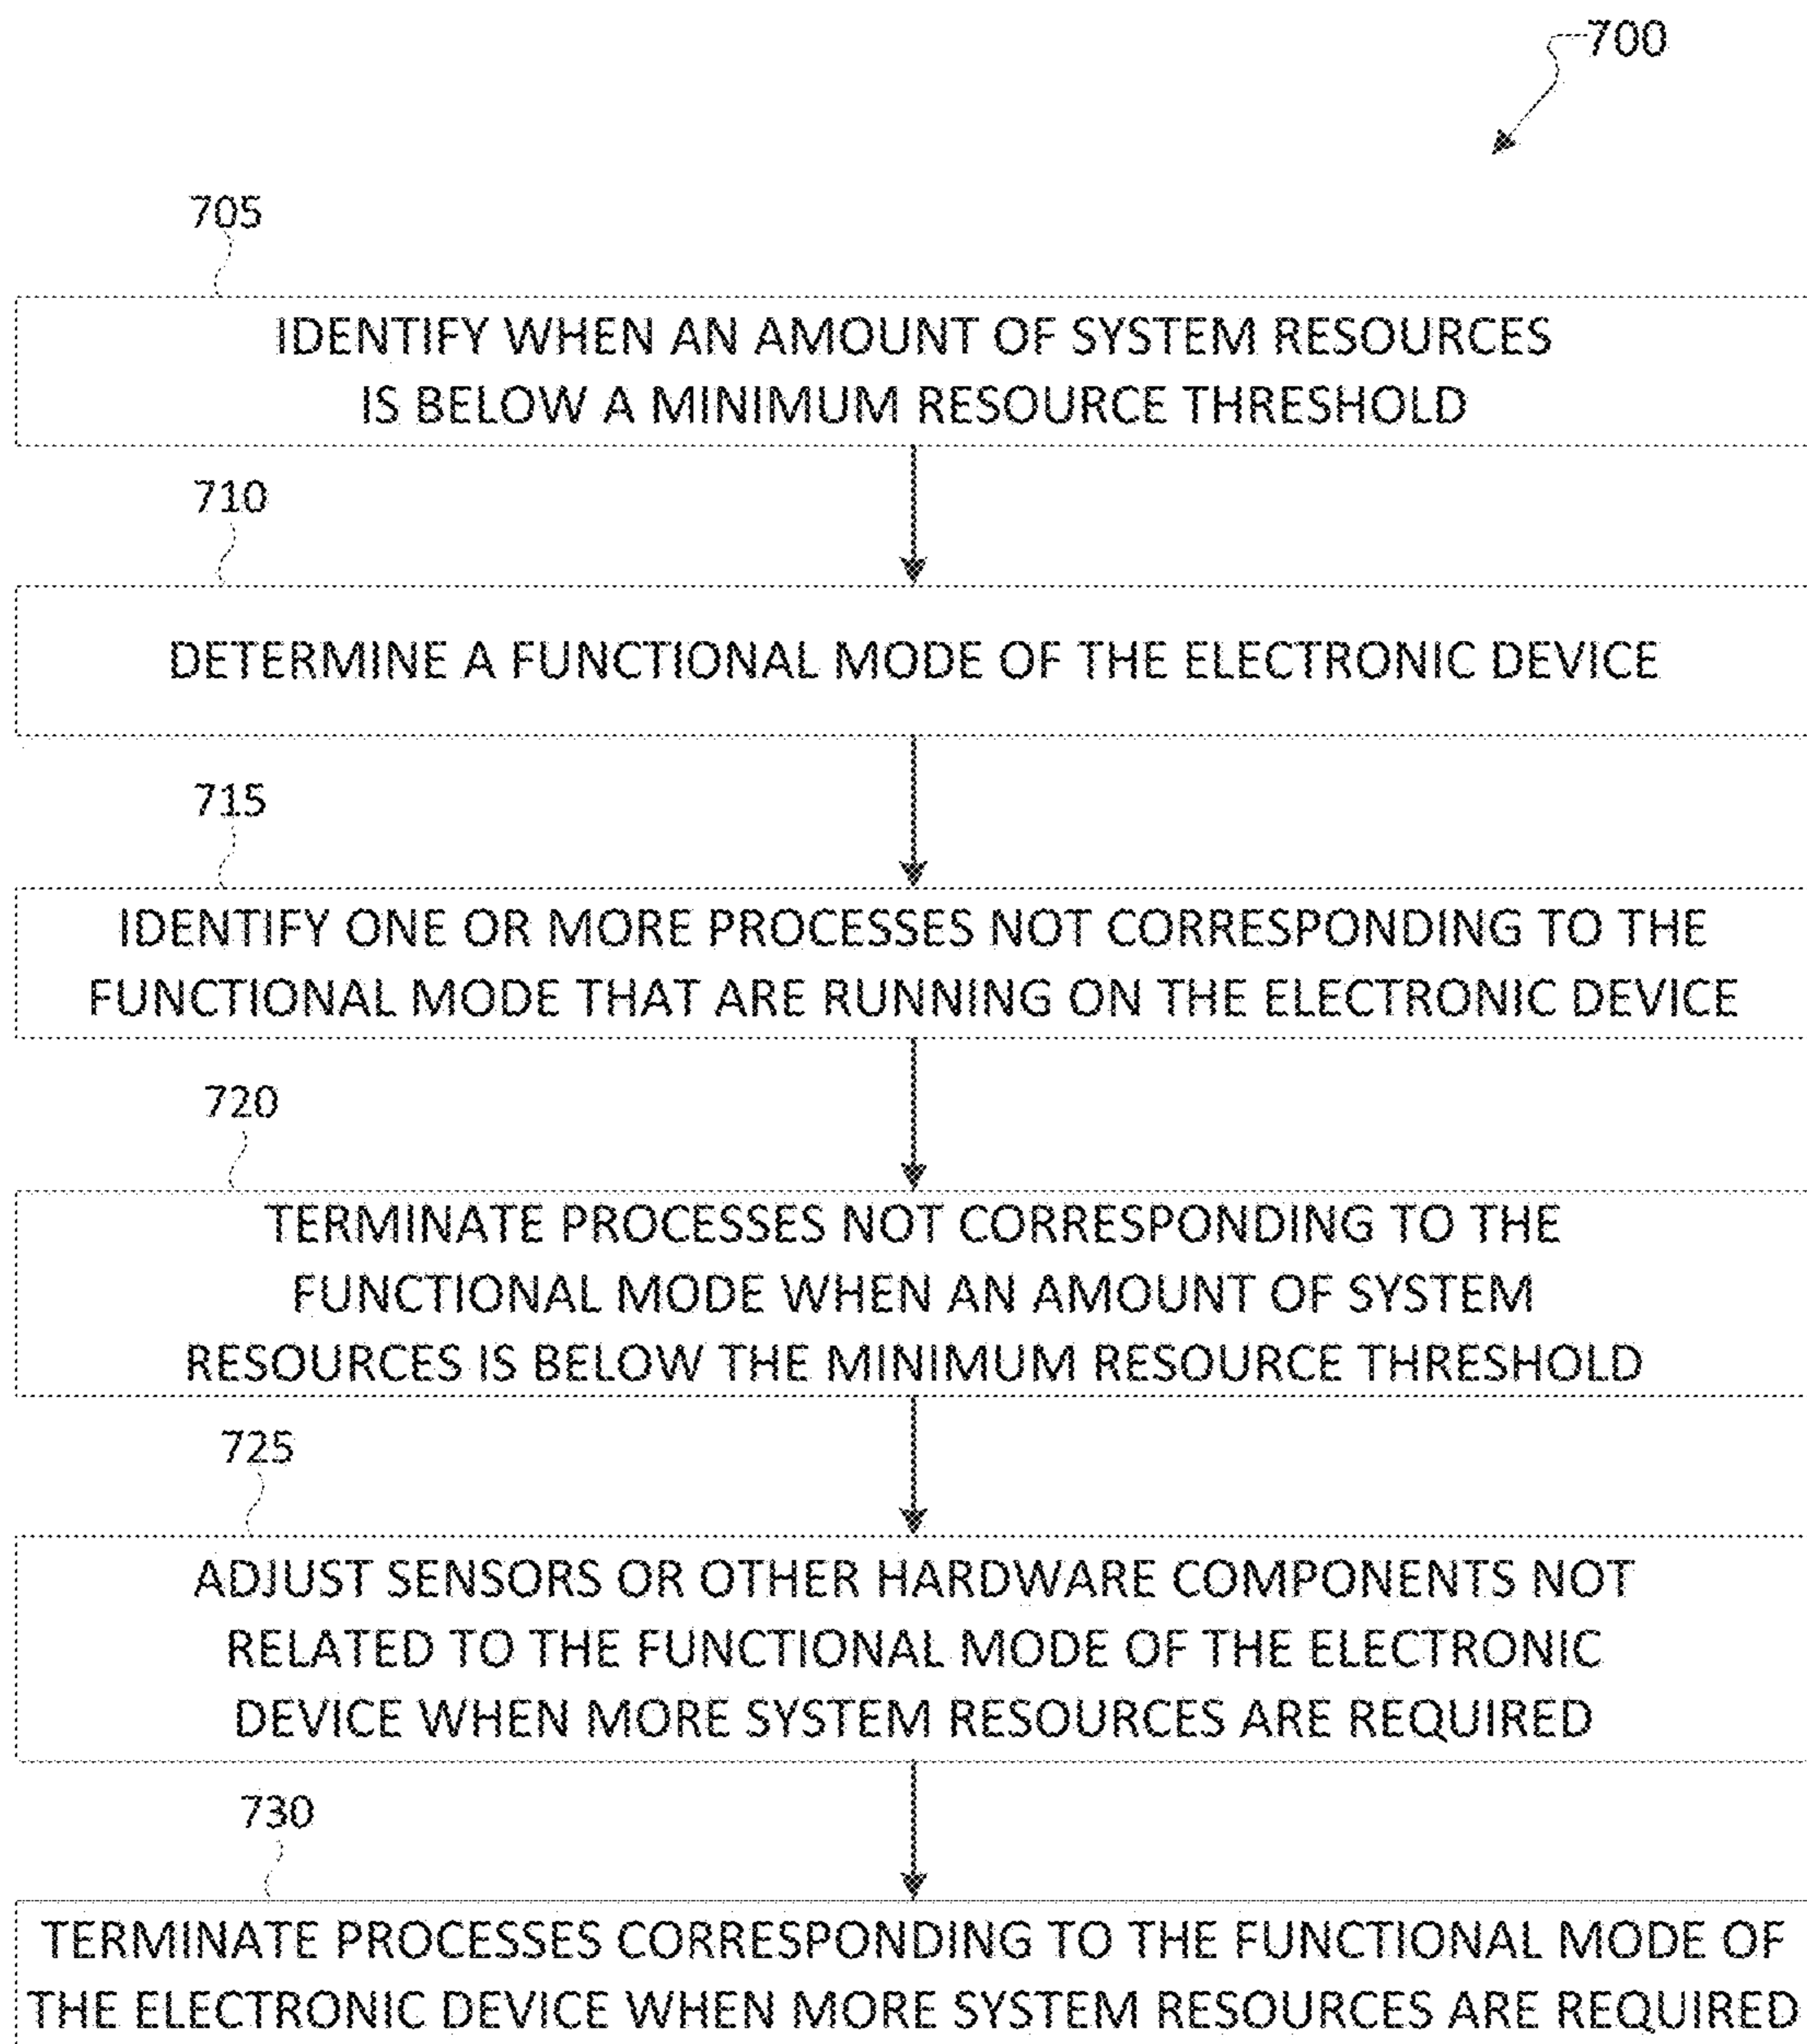 700
705
IDENTIFY WHEN AN AMOUNT OF SYSTEM RESOURCES
IS BELOW A MINIMUM RESOURCE THRESHOLD
710
DETERMINE A FUNCTIONAL MODE OF THE ELECTRONIC DEVICE
715
IDENTIFY ONE OR MORE PROCESSES NOT CORRESPONDING TO THE
FUNCTIONAL MODE THAT ARE RUNNING ON THE ELECTRONIC DEVICE
720
TERMINATE PROCESSES NOT CORRESPONDING TO THE
FUNCTIONAL MODE WHEN AN AMOUNT OF SYSTEM
RESOURCES IS BELOW THE MINIMUM RESOURCE THRESHOLD
725
ADJUST SENSORS OR OTHER HARDWARE COMPONENTS NOT
RELATED TO THE FUNCTIONAL MODE OF THE ELECTRONIC
DEVICE WHEN MORE SYSTEM RESOURCES ARE REQUIRED
730
TERMINATE PROCESSES CORRESPONDING TO THE FUNCTIONAL MODE OF
THE ELECTRONIC DEVICE WHEN MORE SYSTEM RESOURCES ARE REQUIRED